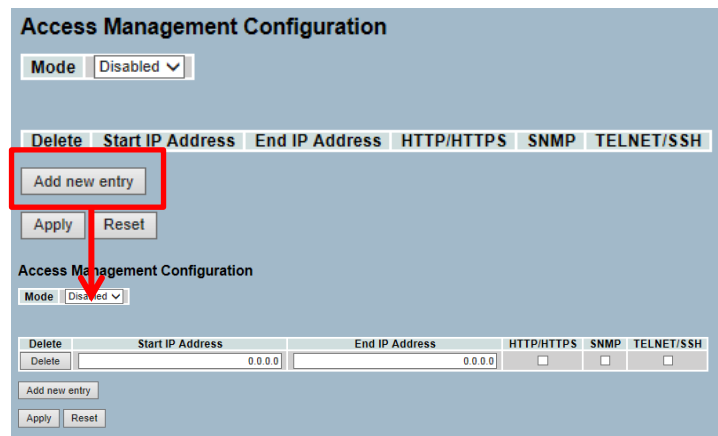 Access Management Configuration
Mode Disabled
Delete Start IP Address End IP Address HTTP/HTTPS SNMP TELNET/SSH
Add new entry
Apply Reset
Access Management Configuration
Mode Disabled
Delete Start IP Address End IP Address HTTP/HTTPS SNMP TELNET/SSH
Delete 0.0.0.0 0.0.0.0
Add new entry
Apply Reset